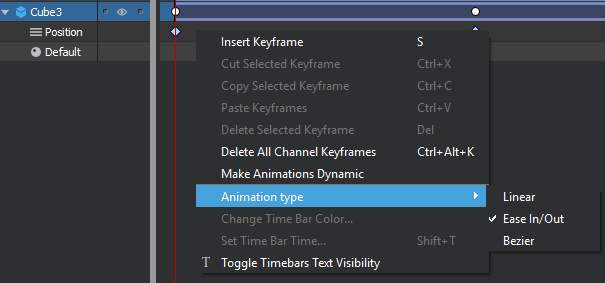 Cube3
Position
Default
Insert Keyframe S
Cut Selected Keyframe Ctrl+X
Copy Selected Keyframe Ctrl+C
Paste Keyframes Ctrl+V
Delete Selected Keyframe Del
Delete All Channel Keyframes Ctrl+Alt+K
Make Animations Dynamic
Animation type
Linear
Ease In/Out
Bezier
Change Time Bar Color...
Set Time Bar Time... Shift+T
T Toggle Timebars Text Visibility